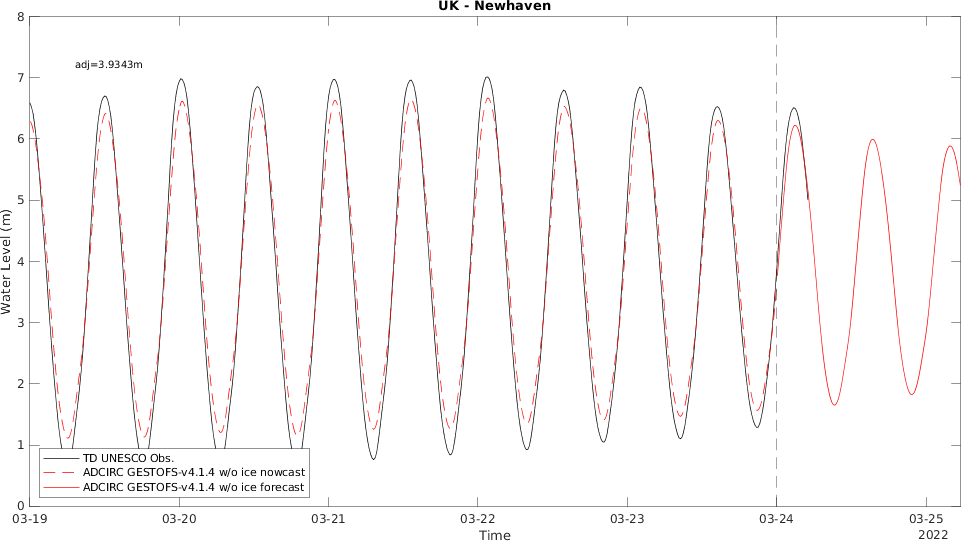 UK - Newhaven
8
adj=3.9343m
7
6
5
4
3
2
1
0
Water Level (m)
TD UNESCO Obs.
ADCIRC GESTOFS-v4.1.4 w/o ice nowcast
ADCIRC GESTOFS-v4.1.4 w/o ice forecast
03-19 03-20 03-21 03-22 03-23 03-24 03-25
Time 2022